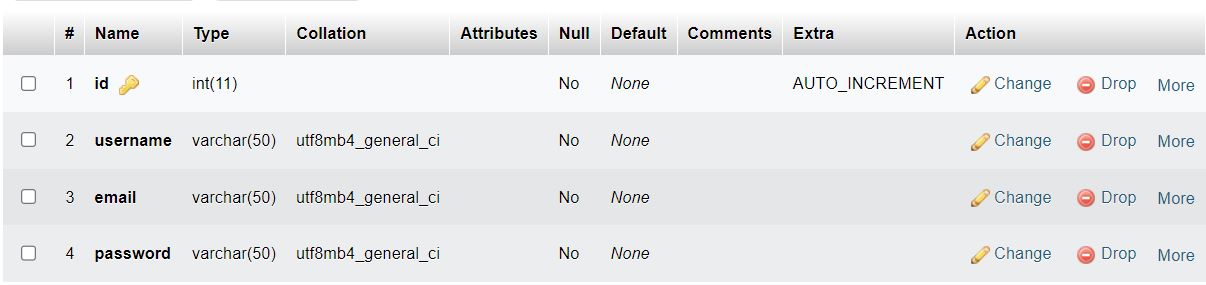 # Name Type Collation Attributes Null Default Comments Extra Action
1 id int(11) No None AUTO_INCREMENT Change Drop More
2 username varchar(50) utf8mb4_general_ci No None Change Drop More
3 email varchar(50) utf8mb4_general_ci No None Change Drop More
4 password varchar(50) utf8mb4_general_ci No None Change Drop More